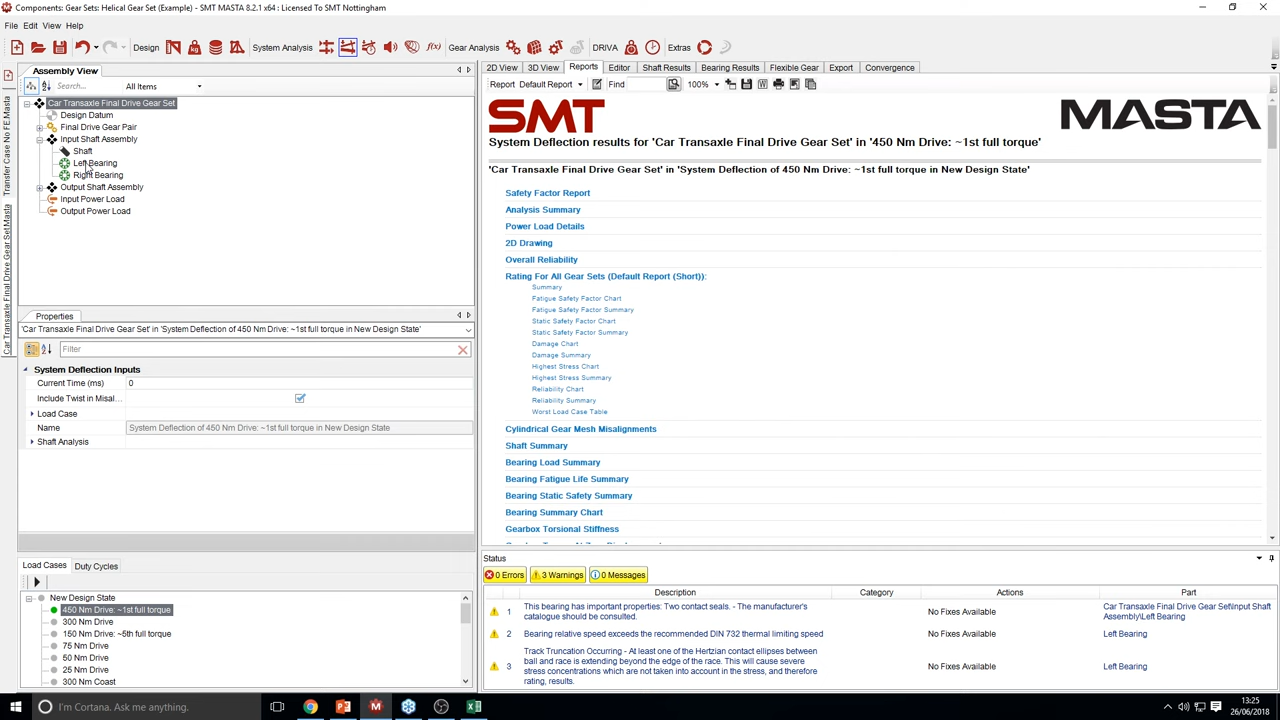 Components: Gear Sets: Helical Gear Set (Example) - SMT MASTA 8.2.1 x64 : Licensed To SMT Nottingham
File Edit View Help
Design System Analysis f(x) Gear Analysis DRIVA Extras
Assembly View
Search... All Items
Car Transaxle Final Drive Gear Set
Design Datum
Final Drive Gear Pair
Input Shaft Assembly
Shaft
Left Bearing
Right Bearing
Output Shaft Assembly
Input Power Load
Output Power Load
Transfer Case to FE.Masta
Car Transaxle Final Drive Gear Set.Masta
Properties
'Car Transaxle Final Drive Gear Set' in 'System Deflection of 450 Nm Drive: ~1st full torque in New Design State'
Filter
System Deflection Inputs
Current Time (ms) 0
Include Twist in Misal...
Load Case
Name System Deflection of 450 Nm Drive: ~1st full torque in New Design State
Shaft Analysis
Load Cases Duty Cycles
New Design State
450 Nm Drive: ~1st full torque
300 Nm Drive
150 Nm Drive: ~5th full torque
75 Nm Drive
50 Nm Drive
25 Nm Drive
300 Nm Coast
2D View 3D View Reports Editor Shaft Results Bearing Results Flexible Gear Export Convergence
Report Default Report Find 100%
SMT MASTA
System Deflection results for 'Car Transaxle Final Drive Gear Set' in '450 Nm Drive: ~1st full torque'
'Car Transaxle Final Drive Gear Set' in 'System Deflection of 450 Nm Drive: ~1st full torque in New Design State'
Safety Factor Report
Analysis Summary
Power Load Details
2D Drawing
Overall Reliability
Rating For All Gear Sets (Default Report (Short)):
Summary
Fatigue Safety Factor Chart
Fatigue Safety Factor Summary
Static Safety Factor Chart
Static Safety Factor Summary
Damage Chart
Damage Summary
Highest Stress Chart
Highest Stress Summary
Reliability Chart
Reliability Summary
Worst Load Case Table
Cylindrical Gear Mesh Misalignments
Shaft Summary
Bearing Load Summary
Bearing Fatigue Life Summary
Bearing Static Safety Summary
Bearing Summary Chart
Gearbox Torsional Stiffness
Status
0 Errors 3 Warnings 0 Messages
Description Category Actions Part
1 This bearing has important properties: Two contact seals. - The manufacturer's catalogue should be consulted. No Fixes Available Car Transaxle Final Drive Gear Set\Input Shaft Assembly\Left Bearing
2 Bearing relative speed exceeds the recommended DIN 732 thermal limiting speed No Fixes Available Left Bearing
3 Track Truncation Occurring - At least one of the Hertzian contact ellipses between ball and race is extending beyond the edge of the race. This will cause severe stress concentrations which are not taken into account in the stress, and therefore rating, results. No Fixes Available Left Bearing
I'm Cortana. Ask me anything.
13:25
26/06/2018